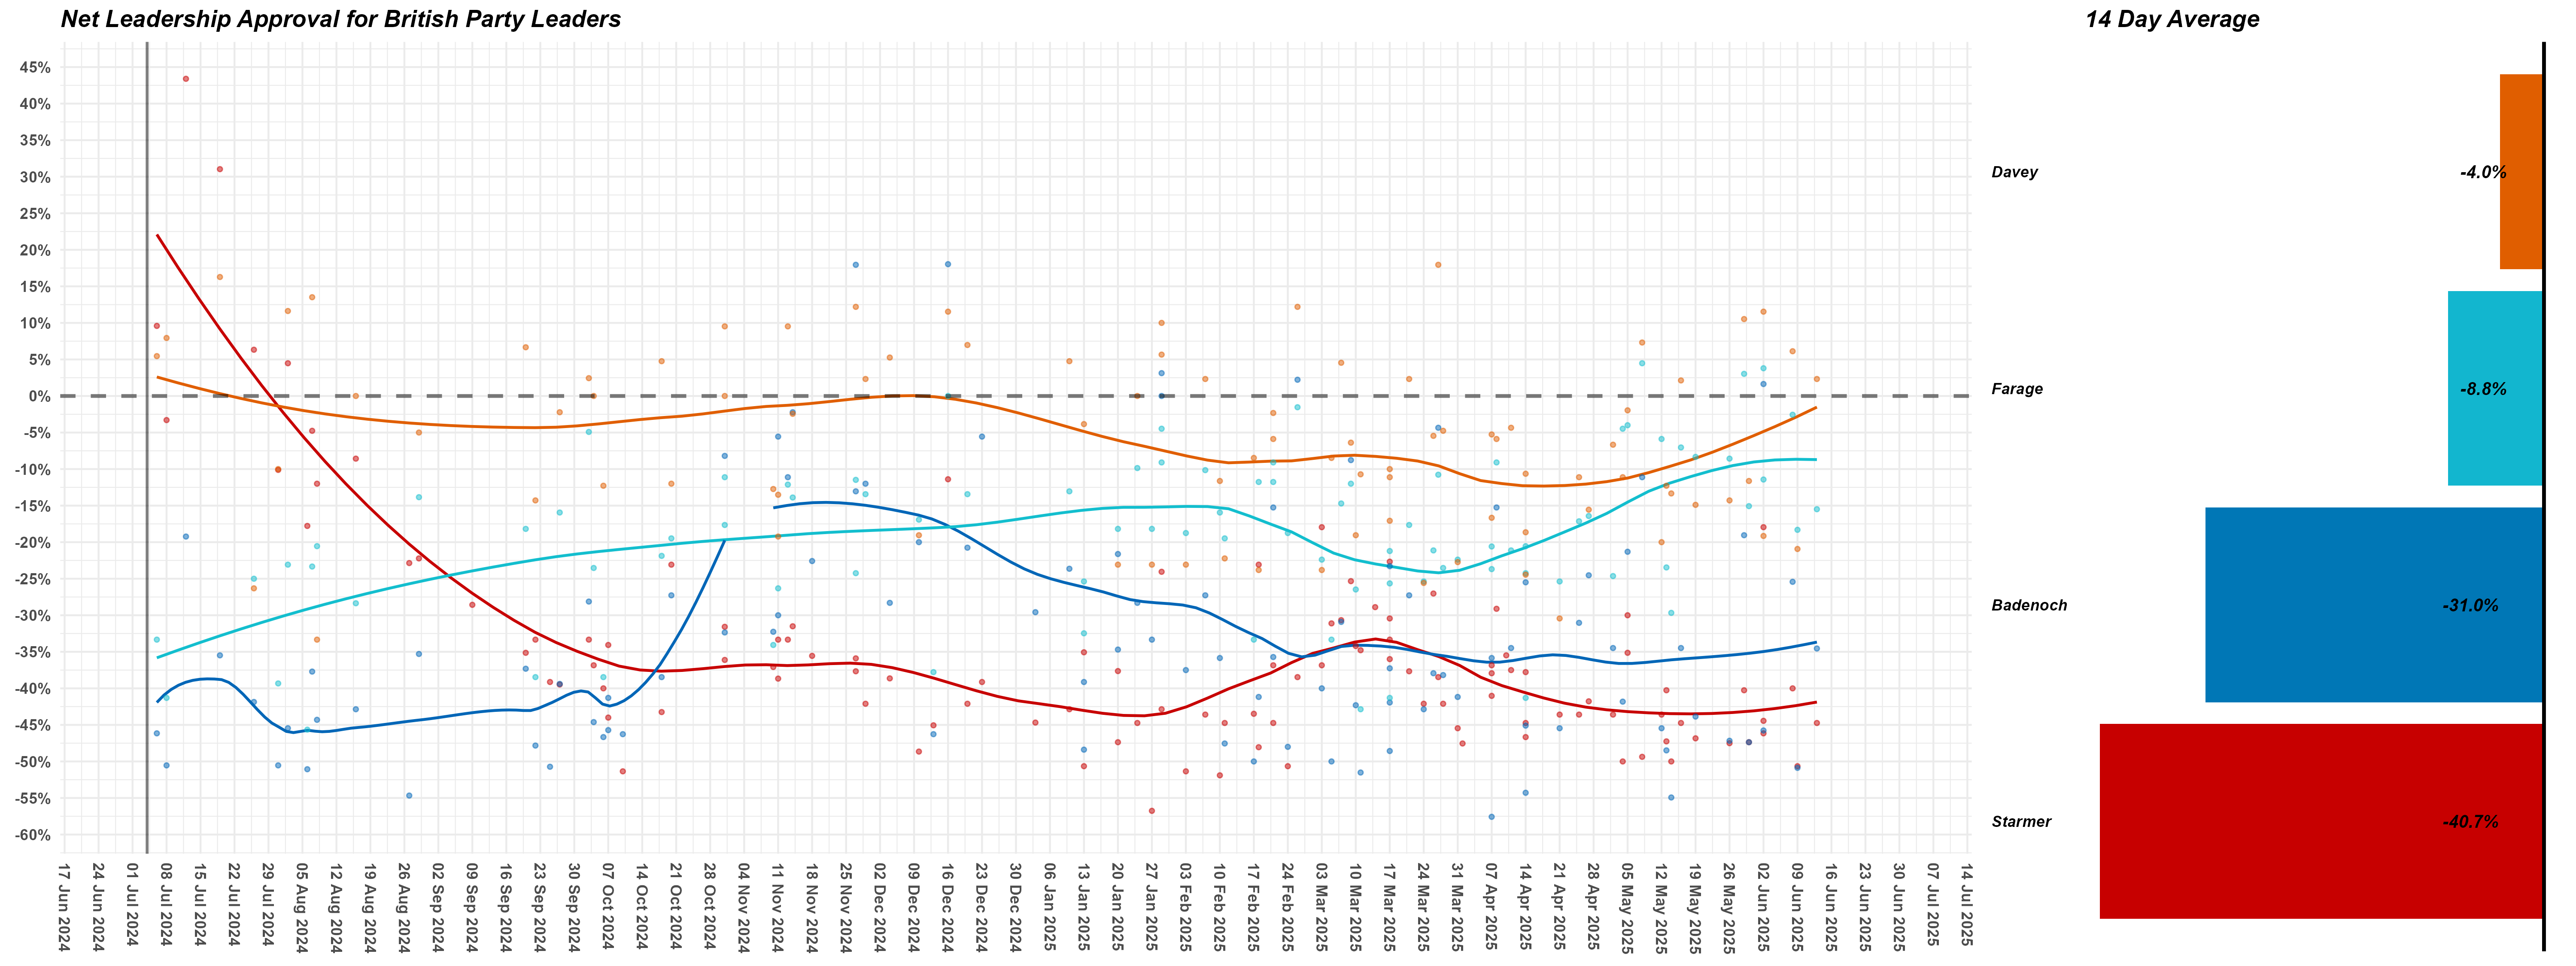 Net Leadership Approval for British Party Leaders
14 Day Average
45%
40%
35%
30%
25%
20%
15%
10%
5%
0%
-5%
-10%
-15%
-20%
-25%
-30%
-35%
-40%
-45%
-50%
-55%
-60%
17 Jun 2024
24 Jun 2024
01 Jul 2024
08 Jul 2024
15 Jul 2024
22 Jul 2024
29 Jul 2024
05 Aug 2024
12 Aug 2024
19 Aug 2024
26 Aug 2024
02 Sep 2024
09 Sep 2024
16 Sep 2024
23 Sep 2024
30 Sep 2024
07 Oct 2024
14 Oct 2024
21 Oct 2024
28 Oct 2024
04 Nov 2024
11 Nov 2024
18 Nov 2024
25 Nov 2024
02 Dec 2024
09 Dec 2024
16 Dec 2024
23 Dec 2024
30 Dec 2024
06 Jan 2025
13 Jan 2025
20 Jan 2025
27 Jan 2025
03 Feb 2025
10 Feb 2025
17 Feb 2025
24 Feb 2025
03 Mar 2025
10 Mar 2025
17 Mar 2025
24 Mar 2025
31 Mar 2025
07 Apr 2025
14 Apr 2025
21 Apr 2025
28 Apr 2025
05 May 2025
12 May 2025
19 May 2025
26 May 2025
02 Jun 2025
09 Jun 2025
16 Jun 2025
23 Jun 2025
30 Jun 2025
07 Jul 2025
14 Jul 2025
Davey
-4.0%
Farage
-8.8%
Badenoch
-31.0%
Starmer
-40.7%